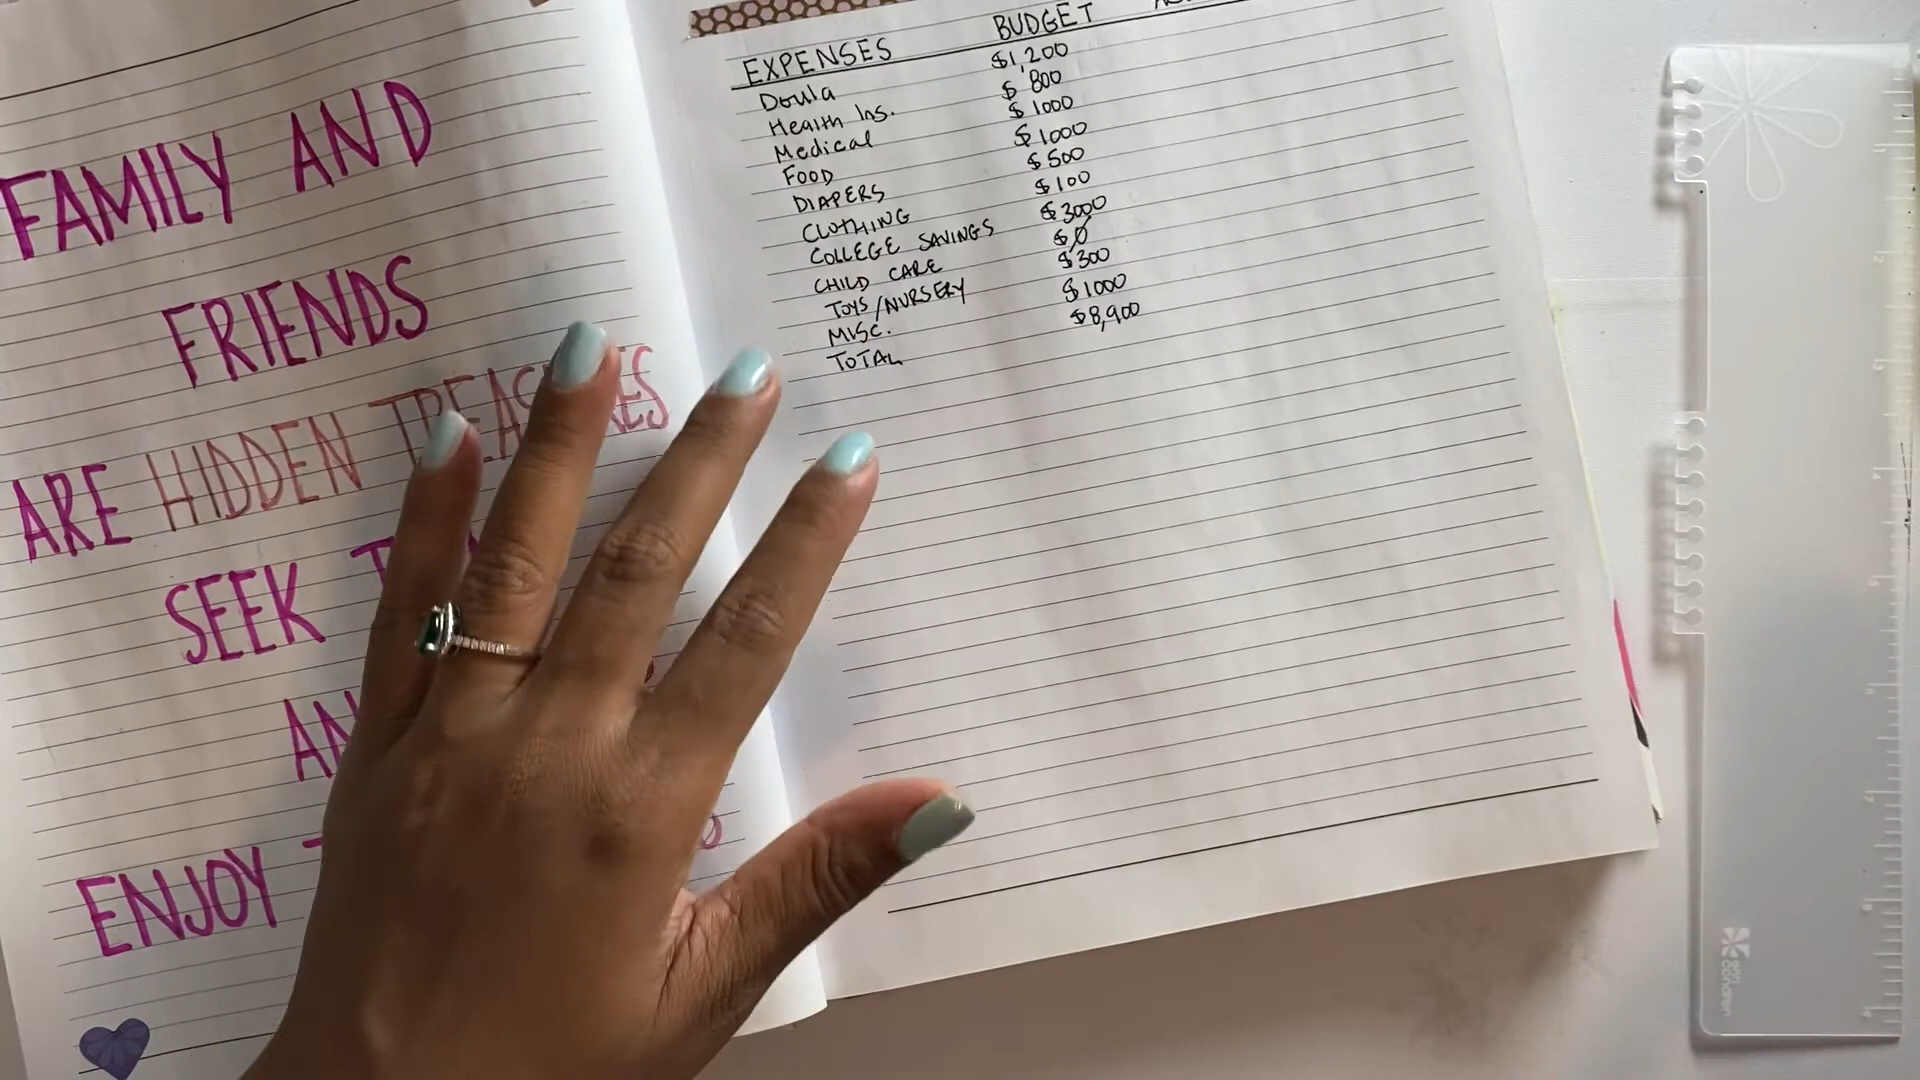 FAMILY AND
FRIENDS
ARE HIDDEN TREASURES
SEEK
ENJOY
EXPENSES BUDGET
Doula $1,200
Health Ins. $800
Medical $1000
FOOD $1000
DIAPERS $500
CLOTHING $100
COLLEGE SAVINGS $3000
CHILD CARE $0
TOYS/NURSERY $300
MISC. $1000
TOTAL $8,900